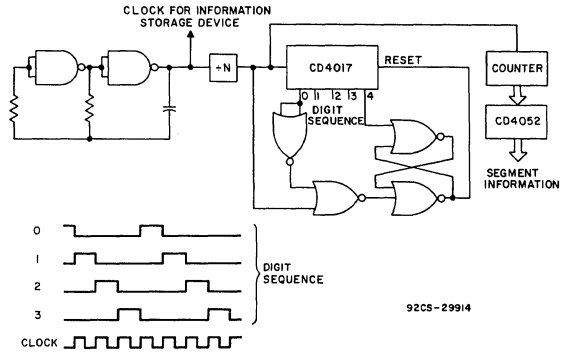 CLOCK FOR INFORMATION
STORAGE DEVICE
÷N
CD4017
RESET
COUNTER
0 1 2 3 4
DIGIT
SEQUENCE
CD4052
SEGMENT
INFORMATION
0
1
2
3
DIGIT
SEQUENCE
CLOCK
92CS-29914